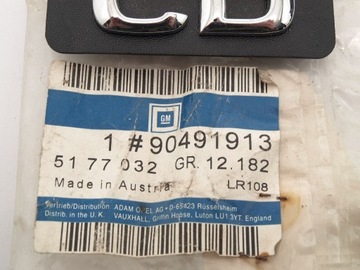 CD
GM
1 # 90491913
51 77 032 GR. 12.182
Made in Austria LR108
Vertrieb/Distribution: ADAM OPEL AG • D-65423 Rüsselsheim
Distrib. in the U.K. VAUXHALL, Griffin House, Luton LU1 3YT, England